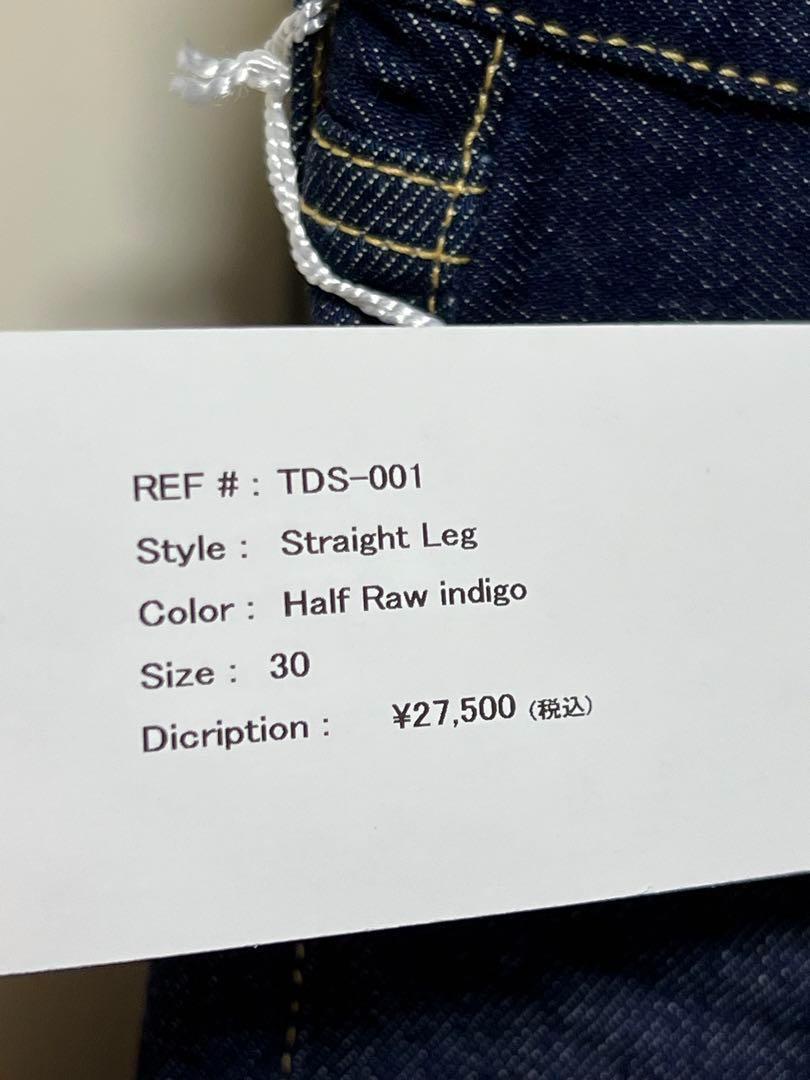 REF # : TDS-001
Style : Straight Leg
Color : Half Raw indigo
Size : 30
Dicription : ¥27,500 (税込)